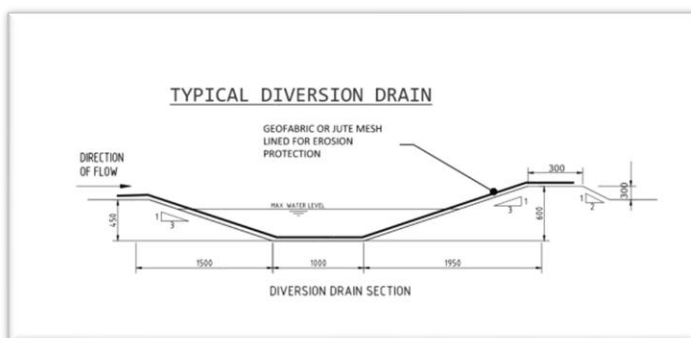 TYPICAL DIVERSION DRAIN
GEOFABRIC OR JUTE MESH
LINED FOR EROSION
PROTECTION
DIRECTION
OF FLOW
300
300
MAX WATER LEVEL
450
1
3
1
3
600
1
2
1500
1000
1950
DIVERSION DRAIN SECTION